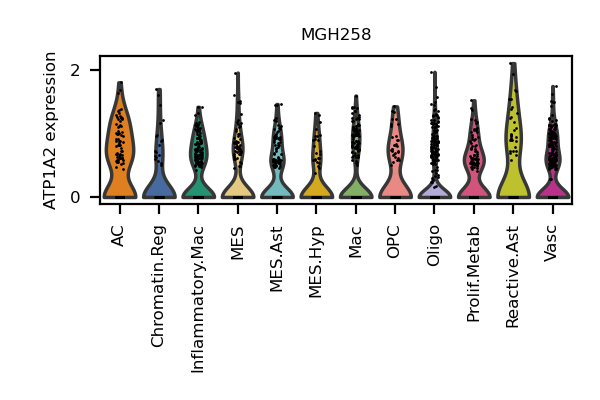 MGH258
ATP1A2 expression
2
0
AC
Chromatin.Reg
Inflammatory.Mac
MES
MES.Ast
MES.Hyp
Mac
OPC
Oligo
Prolif.Metab
Reactive.Ast
Vasc